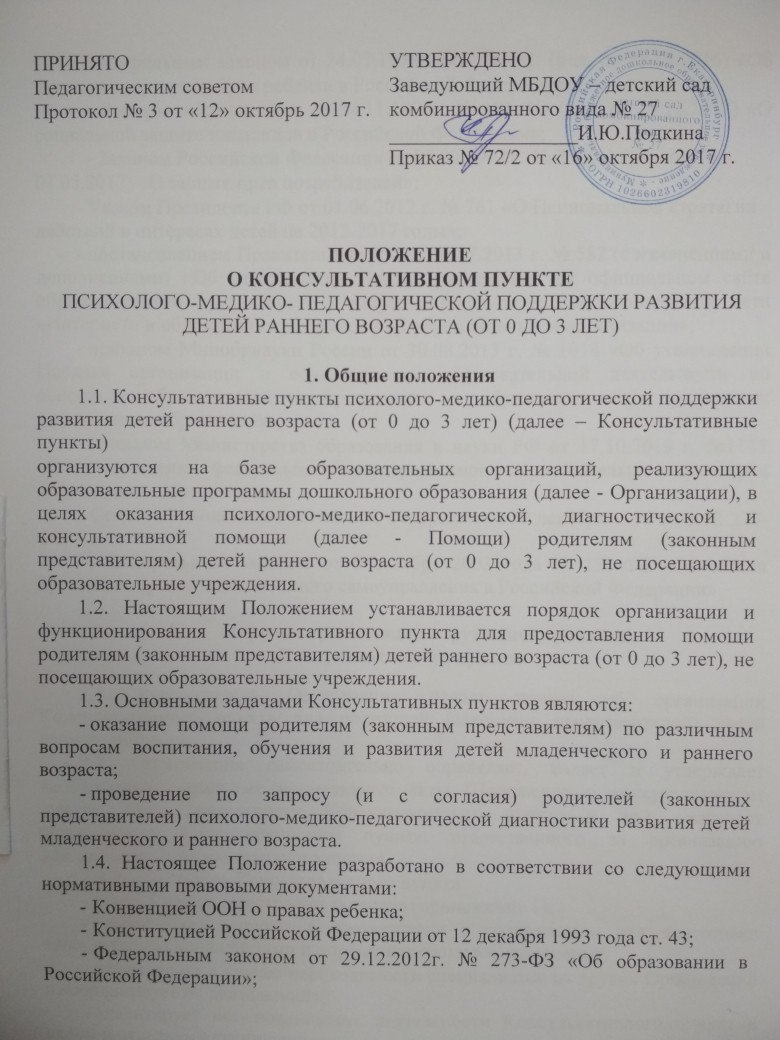 ПРИНЯТО
Педагогическим советом
Протокол № 3 от «12» октябрь 2017 г.
УТВЕРЖДЕНО
Заведующий МБДОУ – детский сад
комбинированного вида № 27
И.Ю.Подкина
Приказ № 72/2 от «16» октября 2017 г.
Российская Федерация г.Екатеринбург
дошкольное образовательное
ОГРН 1026602319810
ПОЛОЖЕНИЕ
О КОНСУЛЬТАТИВНОМ ПУНКТЕ
ПСИХОЛОГО-МЕДИКО- ПЕДАГОГИЧЕСКОЙ ПОДДЕРЖКИ РАЗВИТИЯ
ДЕТЕЙ РАННЕГО ВОЗРАСТА (ОТ 0 ДО 3 ЛЕТ)
1. Общие положения
1.1. Консультативные пункты психолого-медико-педагогической поддержки
развития детей раннего возраста (от 0 до 3 лет) (далее – Консультативные
пункты)
организуются на базе образовательных организаций, реализующих
образовательные программы дошкольного образования (далее - Организации), в
целях оказания психолого-медико-педагогической, диагностической и
консультативной помощи (далее - Помощи) родителям (законным
представителям) детей раннего возраста (от 0 до 3 лет), не посещающих
образовательные учреждения.
1.2. Настоящим Положением устанавливается порядок организации и
функционирования Консультативного пункта для предоставления помощи
родителям (законным представителям) детей раннего возраста (от 0 до 3 лет), не
посещающих образовательные учреждения.
1.3. Основными задачами Консультативных пунктов являются:
- оказание помощи родителям (законным представителям) по различным
вопросам воспитания, обучения и развития детей младенческого и раннего
возраста;
- проведение по запросу (и с согласия) родителей (законных
представителей) психолого-медико-педагогической диагностики развития детей
младенческого и раннего возраста.
1.4. Настоящее Положение разработано в соответствии со следующими
нормативными правовыми документами:
- Конвенцией ООН о правах ребенка;
- Конституцией Российской Федерации от 12 декабря 1993 года ст. 43;
- Федеральным законом от 29.12.2012г. № 273-ФЗ «Об образовании в
Российской Федерации»;